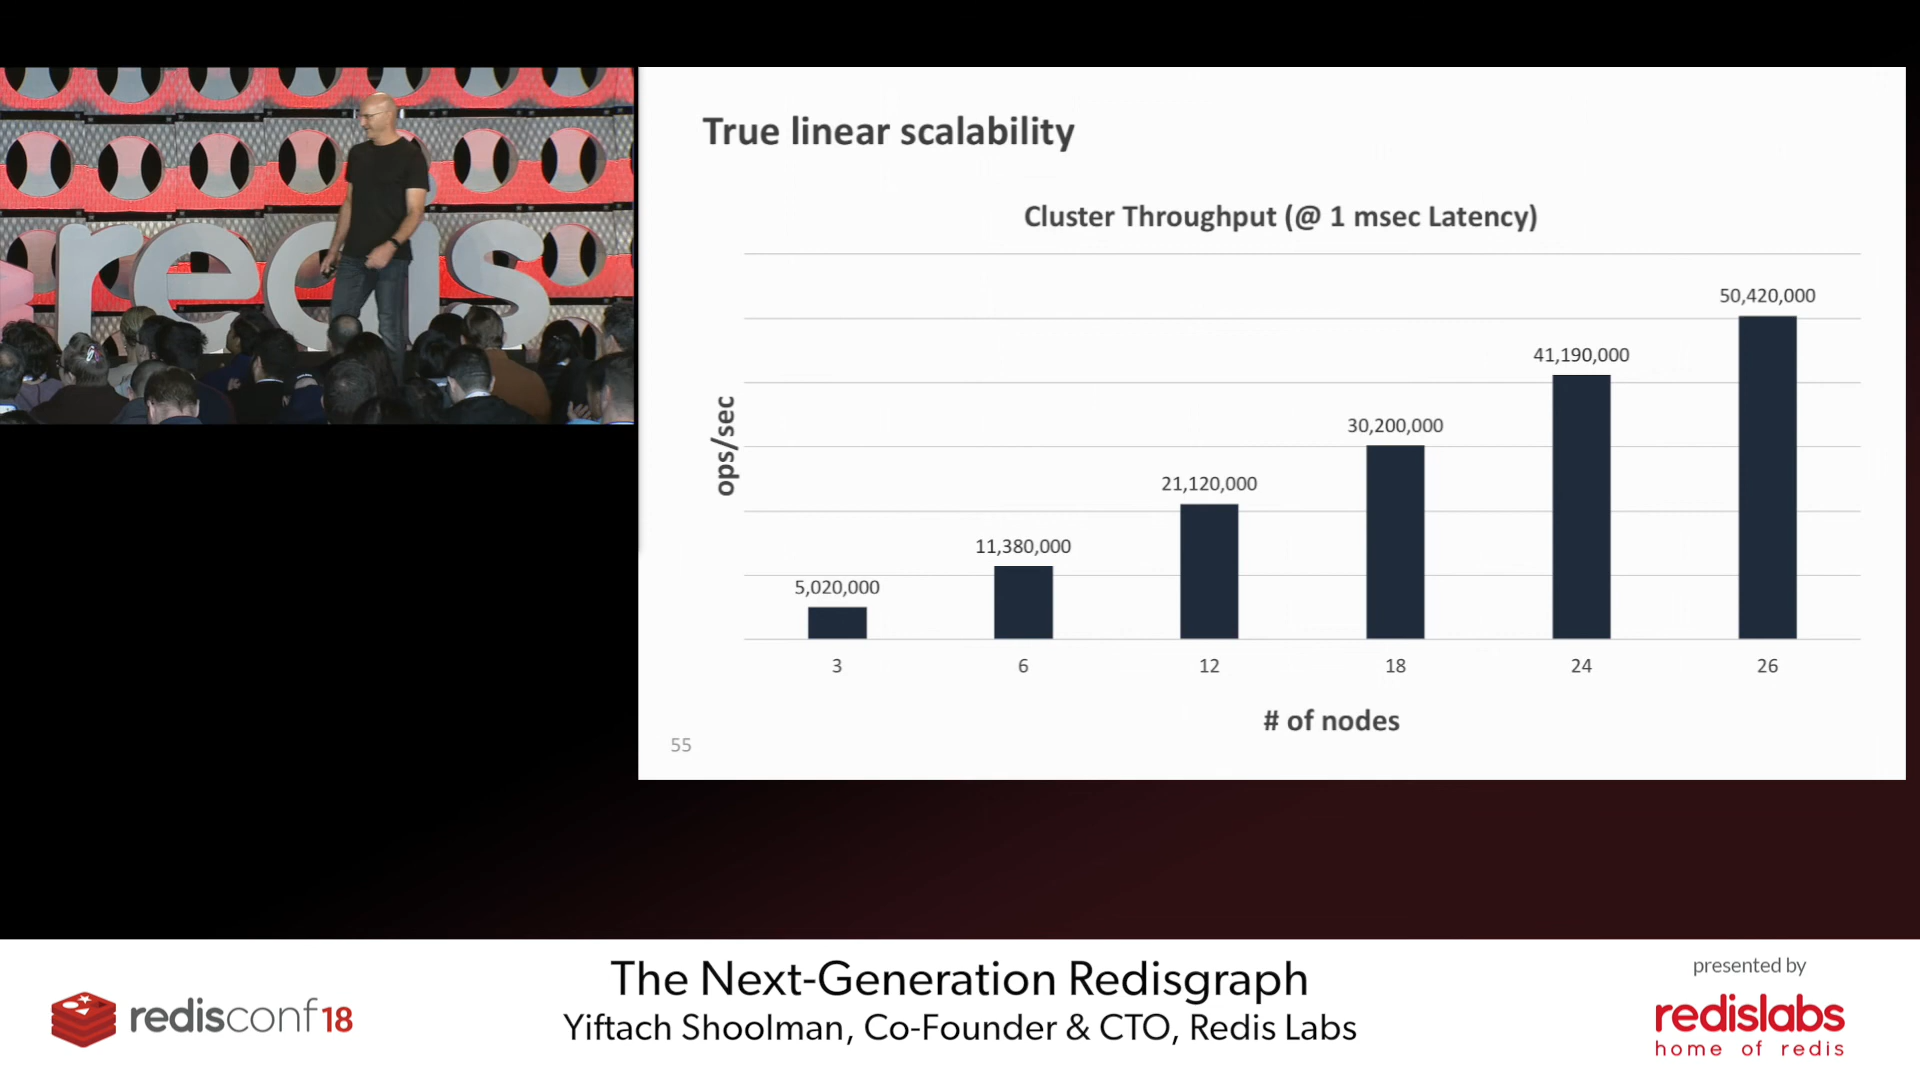 redis
True linear scalability
Cluster Throughput (@ 1 msec Latency)
ops/sec
5,020,000
11,380,000
21,120,000
30,200,000
41,190,000
50,420,000
3
6
12
18
24
26
# of nodes
55
redisconf18
The Next-Generation Redisgraph
Yiftach Shoolman, Co-Founder & CTO, Redis Labs
presented by
redislabs
home of redis